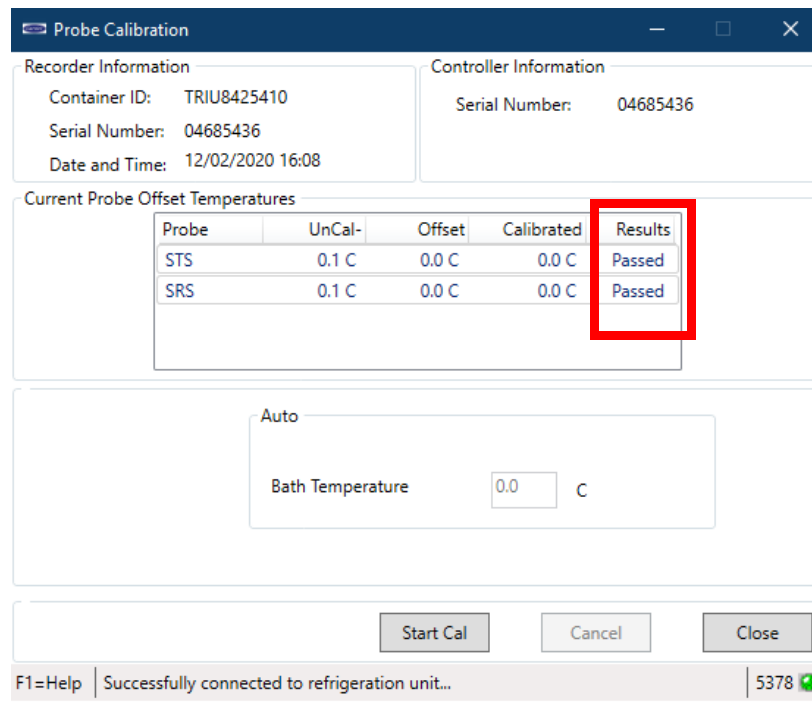 Probe Calibration
Recorder Information
Container ID: TRIU8425410
Serial Number: 04685436
Date and Time: 12/02/2020 16:08
Controller Information
Serial Number: 04685436
Current Probe Offset Temperatures
Probe UnCal- Offset Calibrated Results
STS 0.1 C 0.0 C 0.0 C Passed
SRS 0.1 C 0.0 C 0.0 C Passed
Auto
Bath Temperature 0.0 C
Start Cal Cancel Close
F1=Help Successfully connected to refrigeration unit... 5378